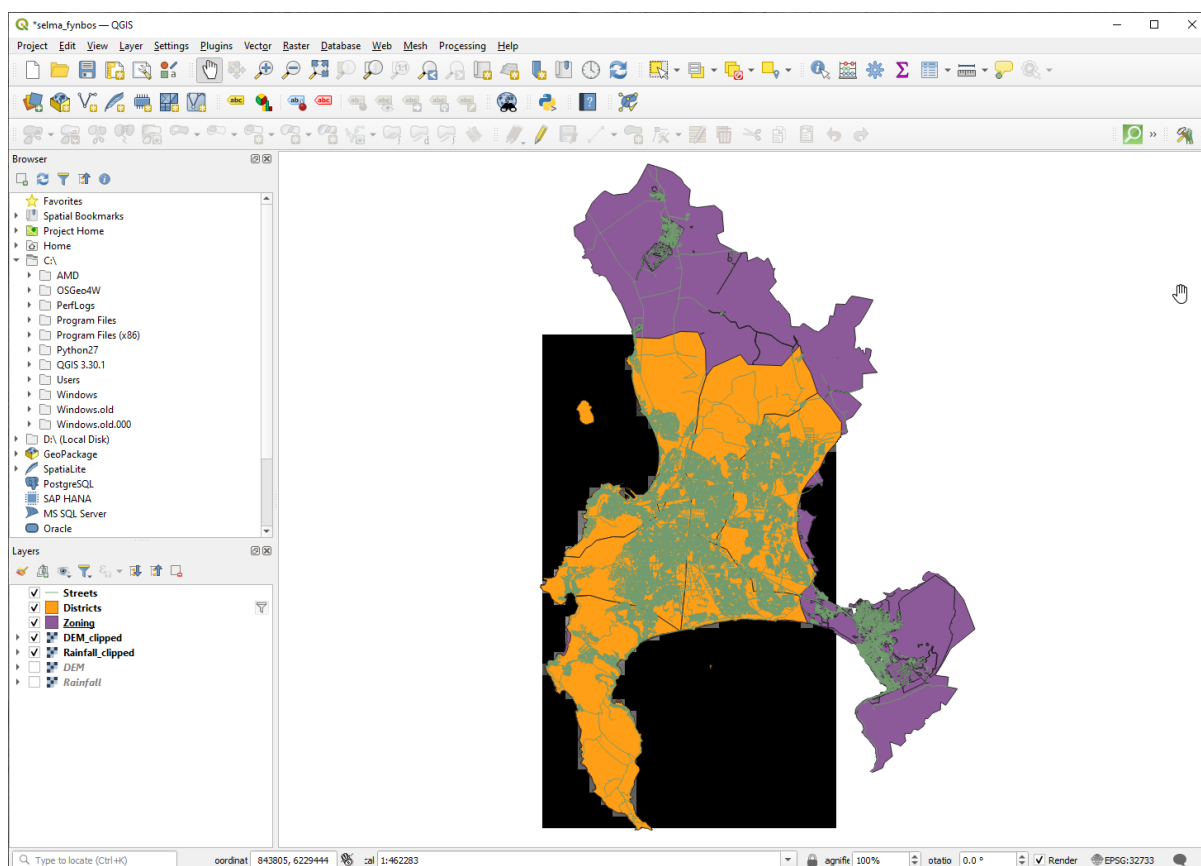 *selma_fynbos — QGIS
Project Edit View Layer Settings Plugins Vector Raster Database Web Mesh Processing Help
abc abc abc
Browser
Favorites
Spatial Bookmarks
Project Home
Home
C:\
AMD
OSGeo4W
PerfLogs
Program Files
Program Files (x86)
Python27
QGIS 3.30.1
Users
Windows
Windows.old
Windows.old.000
D:\ (Local Disk)
GeoPackage
SpatiaLite
PostgreSQL
SAP HANA
MS SQL Server
Oracle
Layers
Streets
Districts
Zoning
DEM_clipped
Rainfall_clipped
DEM
Rainfall
Type to locate (Ctrl+K) oordinat 843805, 6229444 :al 1:462283 agnifie 100% otatio 0.0 ° Render EPSG:32733